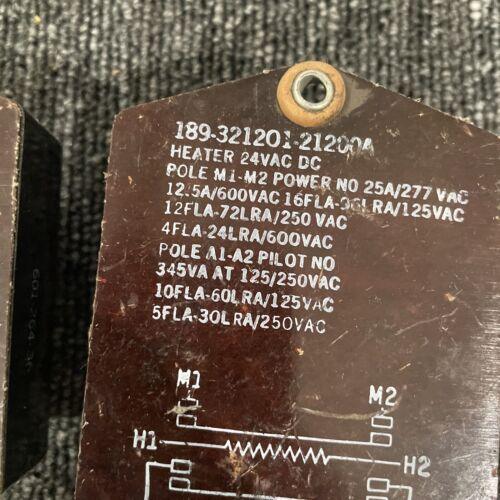 189-321201-21200A
HEATER 24VAC DC
POLE M1-M2 POWER NO 25A/277 VAC
12.5A/600VAC 16FLA-96LRA/125VAC
12FLA-72LRA/250 VAC
4FLA-24LRA/600VAC
POLE A1-A2 PILOT NO
345VA AT 125/250VAC
10FLA-60LRA/125VAC
5FLA-30LRA/250VAC
M1 M2
H1 H2